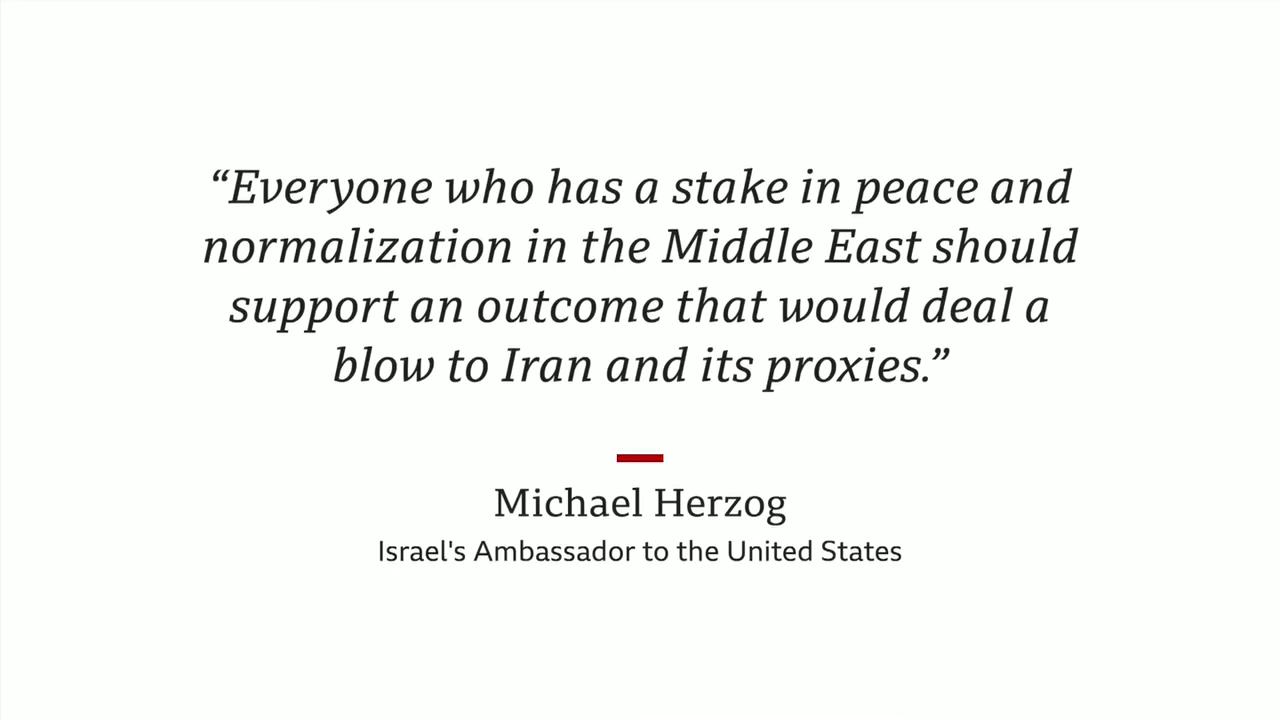 “Everyone who has a stake in peace and
normalization in the Middle East should
support an outcome that would deal a
blow to Iran and its proxies.”
Michael Herzog
Israel's Ambassador to the United States